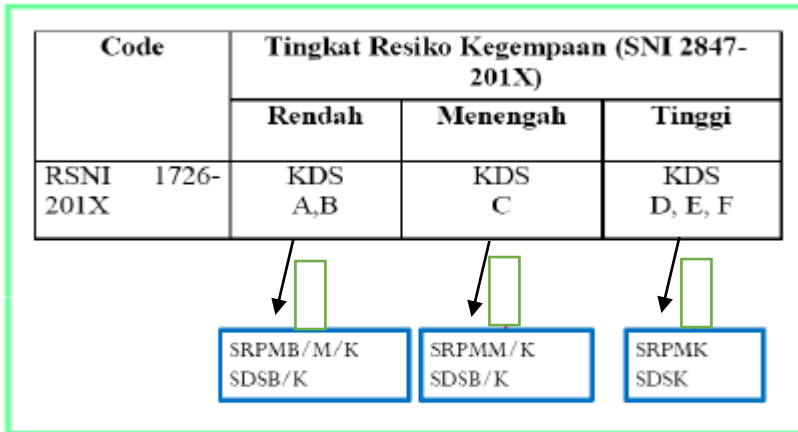 Code
Tingkat Resiko Kegempaan (SNI 2847-
201X)
Rendah
Menengah
Tinggi
RSNI 1726-
201X
KDS
A,B
KDS
C
KDS
D, E, F
SRPMB/M/K
SDSB/K
SRPMM/K
SDSB/K
SRPMK
SDSK